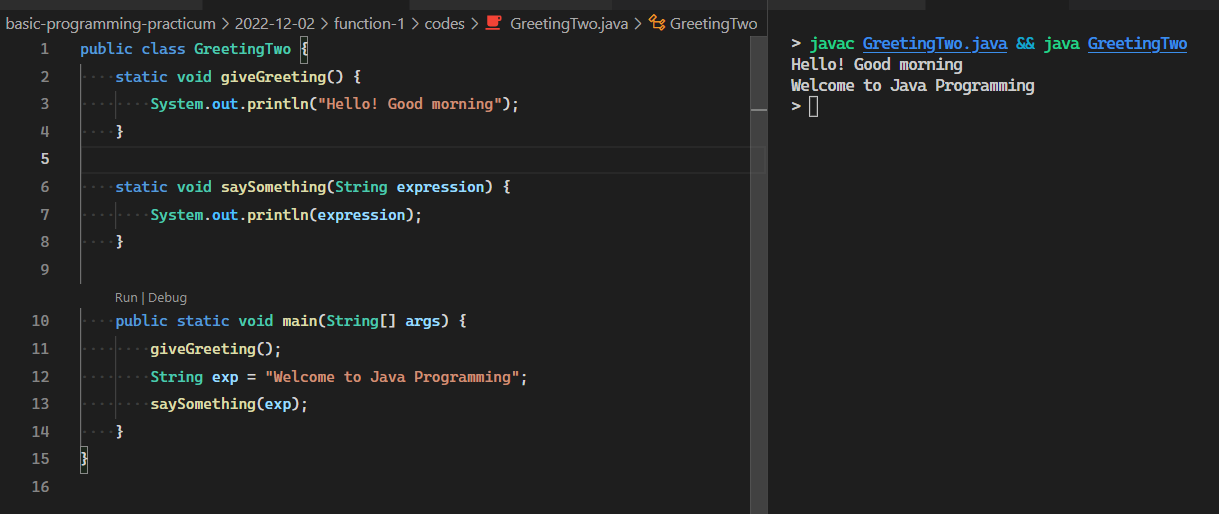 basic-programming-practicum > 2022-12-02 > function-1 > codes > GreetingTwo.java > GreetingTwo
1 public class GreetingTwo {
2 ····static void giveGreeting() {
3 ········System.out.println("Hello! Good morning");
4 ····}
5
6 ····static void saySomething(String expression) {
7 ········System.out.println(expression);
8 ····}
9
Run | Debug
10 ····public static void main(String[] args) {
11 ········giveGreeting();
12 ········String exp = "Welcome to Java Programming";
13 ········saySomething(exp);
14 ····}
15 }
16
> javac GreetingTwo.java && java GreetingTwo
Hello! Good morning
Welcome to Java Programming
>